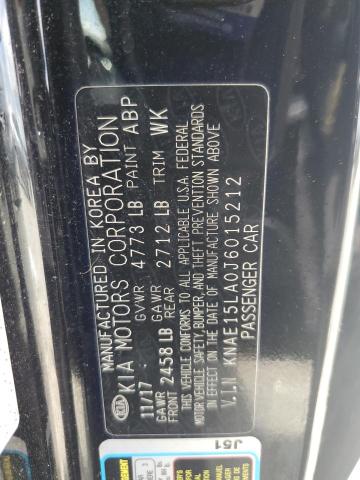 MANUFACTURED IN KOREA BY
KIA KIA MOTORS CORPORATION
11/17 : GVWR 4773 LB PAINT ABP
GAWR FRONT 2458 LB GAWR REAR 2712 LB TRIM WK
THIS VEHICLE CONFORMS TO ALL APPLICABLE U.S.A. FEDERAL
MOTOR VEHICLE SAFETY, BUMPER, AND THEFT PREVENTION STANDARDS
IN EFFECT ON THE DATE OF MANUFACTURE SHOWN ABOVE
V.I.N KNAE15LA0J6015212
PASSENGER CAR
J51